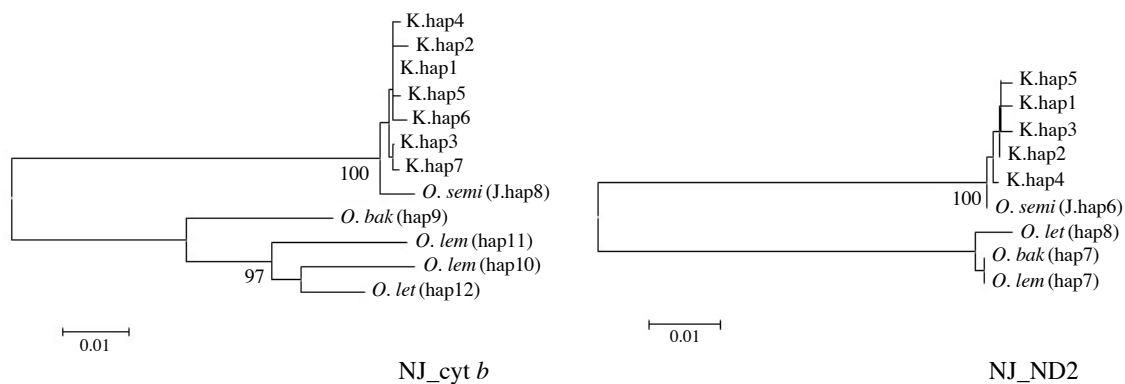 K.hap4
K.hap2
K.hap1
K.hap5
K.hap6
K.hap3
K.hap7
100
O. semi (J.hap8)
O. bak (hap9)
O. lem (hap11)
O. lem (hap10)
97
O. let (hap12)
0.01
NJ_cyt b
K.hap5
K.hap1
K.hap3
K.hap2
K.hap4
100
O. semi (J.hap6)
O. let (hap8)
O. bak (hap7)
O. lem (hap7)
0.01
NJ_ND2